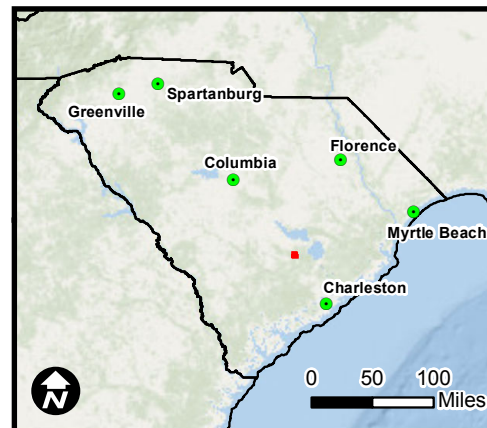 Spartanburg
Greenville
Florence
Columbia
Myrtle Beach
Charleston
0 50 100
Miles
N